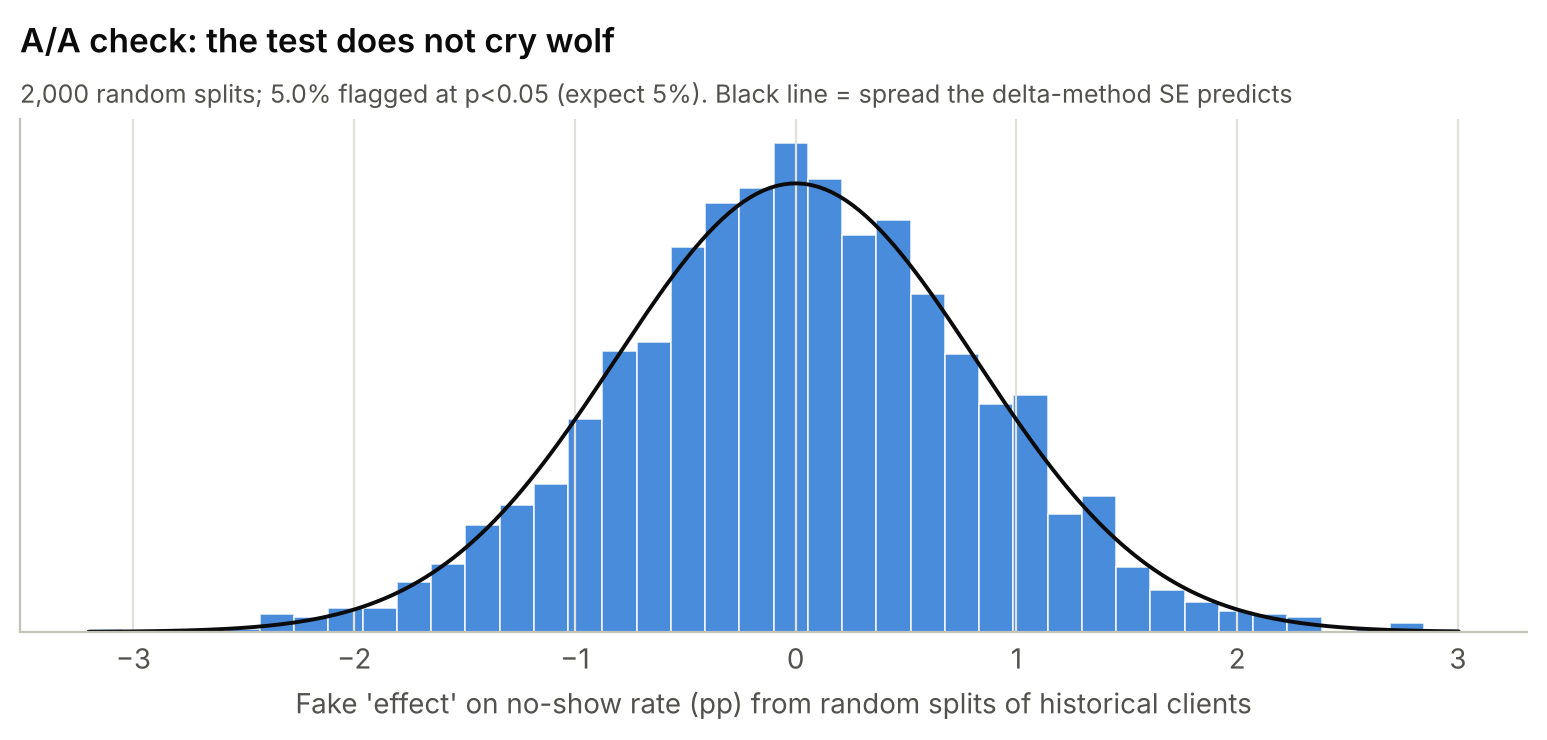 A/A check: the test does not cry wolf
2,000 random splits; 5.0% flagged at p<0.05 (expect 5%). Black line = spread the delta-method SE predicts
−3 −2 −1 0 1 2 3
Fake 'effect' on no-show rate (pp) from random splits of historical clients